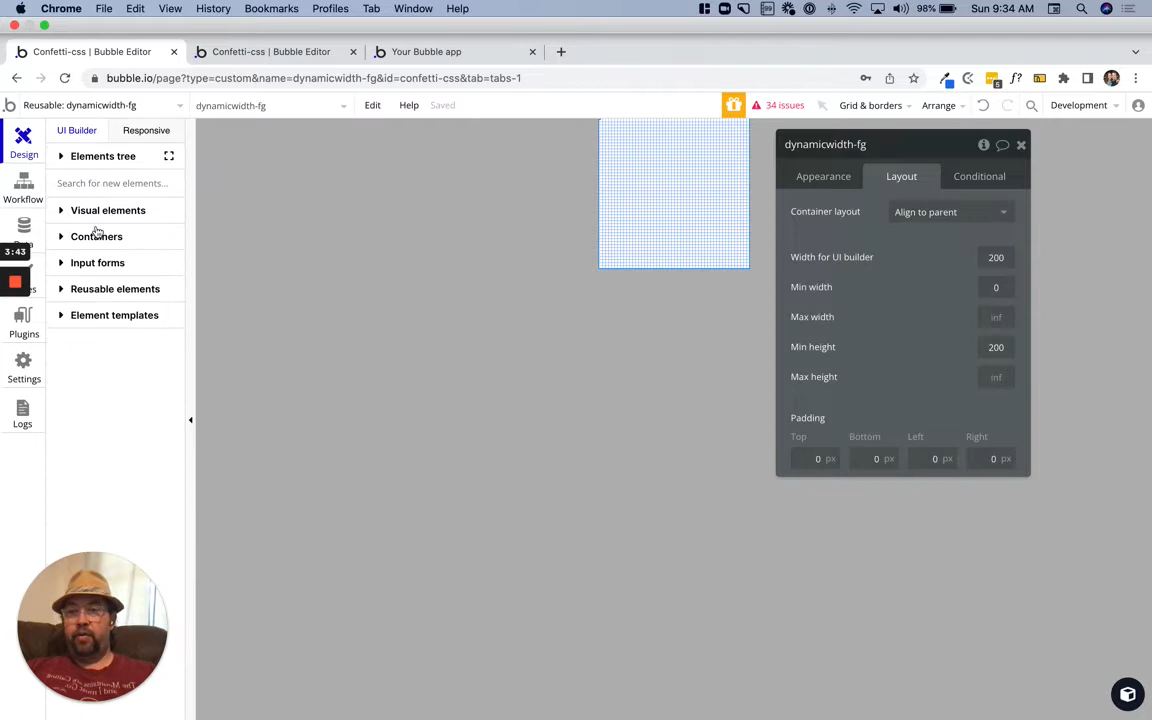 Chrome File Edit View History Bookmarks Profiles Tab Window Help 98% Sun 9:34 AM
Confetti-css | Bubble Editor Confetti-css | Bubble Editor Your Bubble app
bubble.io/page?type=custom&name=dynamicwidth-fg&id=confetti-css&tab=tabs-1
Reusable: dynamicwidth-fg dynamicwidth-fg Edit Help Saved 34 issues Grid & borders Arrange Development
Design
Workflow
3:43
Plugins
Settings
Logs
UI Builder Responsive
Elements tree
Search for new elements...
Visual elements
Containers
Input forms
Reusable elements
Element templates
dynamicwidth-fg
Appearance Layout Conditional
Container layout Align to parent
Width for UI builder 200
Min width 0
Max width inf
Min height 200
Max height inf
Padding
Top Bottom Left Right
0 px 0 px 0 px 0 px